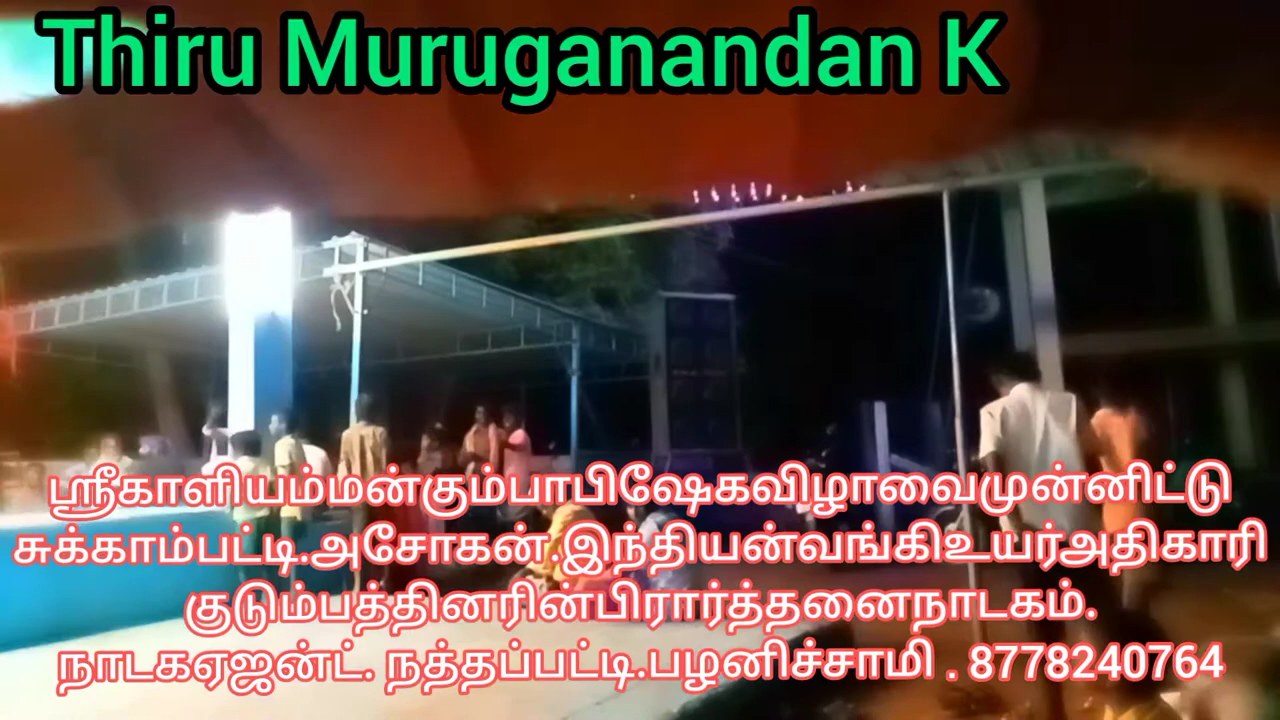 Thiru Muruganandan K
ஸ்ரீகாளியம்மன்கும்பாபிஷேகவிழாவைமுன்னிட்டு
சுக்காம்பட்டி.அசோகன்.இந்தியன்வங்கிஉயர்அதிகாரி
குடும்பத்தினரின்பிரார்த்தனைநாடகம்.
நாடகஏஜன்ட். நத்தப்பட்டி.பழனிச்சாமி . 8778240764